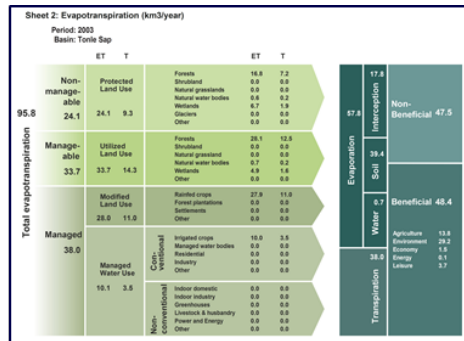 Sheet 2: Evapotranspiration (km3/year)
Period: 2003
Basin: Tonle Sap
ET T
ET T
Total evapotranspiration
95.8
Non-
manage-
able
24.1
Protected
Land Use
24.1 9.3
Forests 16.8 7.2
Shrubland 0.0 0.0
Natural grasslands 0.0 0.0
Natural water bodies 0.6 0.2
Wetlands 6.7 1.9
Glaciers 0.0 0.0
Other 0.0 0.0
Manage-
able
33.7
Utilized
Land Use
33.7 14.3
Forests 28.1 12.5
Shrubland 0.0 0.0
Natural grassland 0.0 0.0
Natural water bodies 0.7 0.2
Wetlands 4.9 1.6
Other 0.0 0.0
Managed
38.0
Modified
Land Use
28.0 11.0
Rainfed crops 27.9 11.0
Forest plantations 0.0 0.0
Settlements 0.0 0.0
Other 0.0 0.0
Managed
Water Use
10.1 3.5
Con-
ventional
Irrigated crops 10.0 3.5
Managed water bodies 0.0 0.0
Residential 0.0 0.0
Industry 0.0 0.0
Other 0.0 0.0
Non-
conventional
Indoor domestic 0.0 0.0
Indoor industry 0.0 0.0
Greenhouses 0.0 0.0
Livestock & husbandry 0.0 0.0
Power and Energy 0.0 0.0
Other 0.0 0.0
Evaporation
57.8
Interception
17.8
Soil
39.4
Water
0.7
Transpiration
38.0
Non-
Beneficial 47.5
Beneficial 48.4
Agriculture 13.8
Environment 29.2
Economy 1.5
Energy 0.1
Leisure 3.7